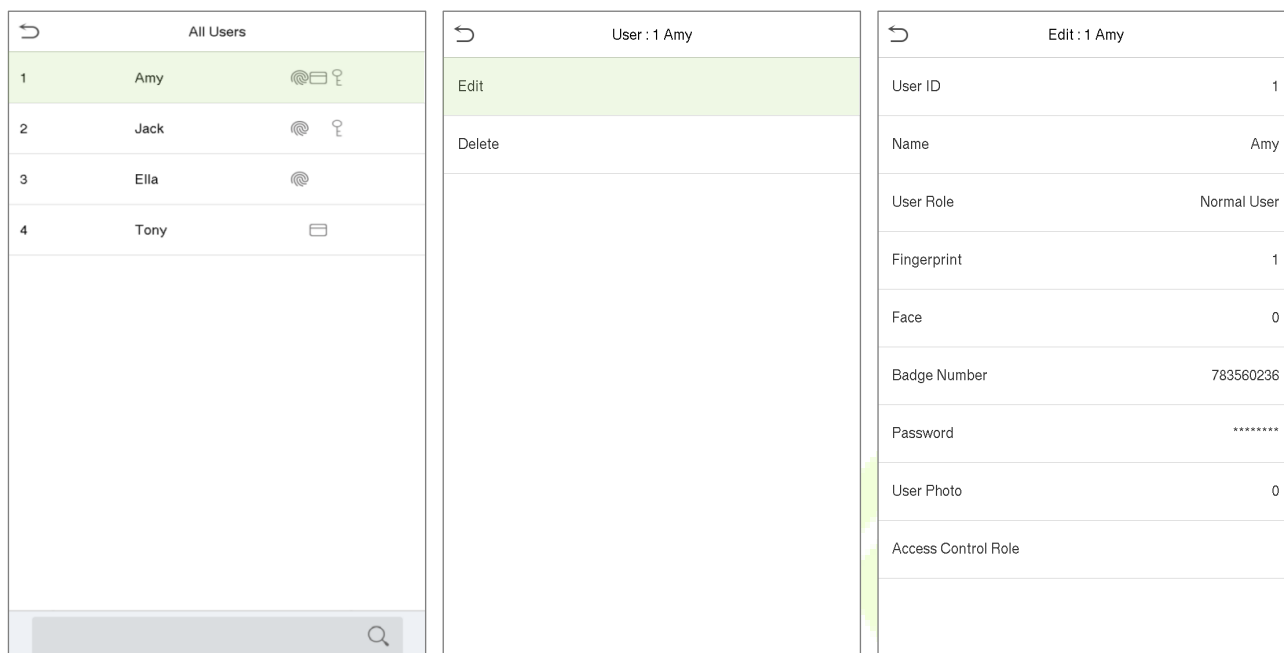 All Users
1 Amy
2 Jack
3 Ella
4 Tony
User : 1 Amy
Edit
Delete
Edit : 1 Amy
User ID 1
Name Amy
User Role Normal User
Fingerprint 1
Face 0
Badge Number 783560236
Password ********
User Photo 0
Access Control Role